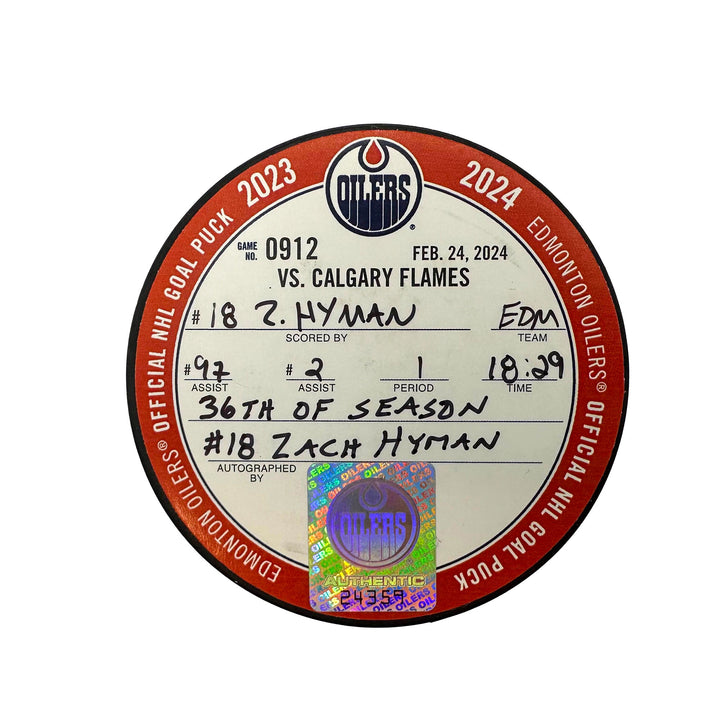 EDMONTON OILERS® OFFICIAL NHL GOAL PUCK 2023
2024 EDMONTON OILERS® OFFICIAL NHL GOAL PUCK
OILERS ®
GAME NO. 0912
FEB. 24, 2024
VS. CALGARY FLAMES
#18 Z. HYMAN EDM
SCORED BY TEAM
#97 #2 1 18:29
ASSIST ASSIST PERIOD TIME
36TH OF SEASON
#18 ZACH HYMAN
AUTOGRAPHED BY
OILERS
AUTHENTIC
24359